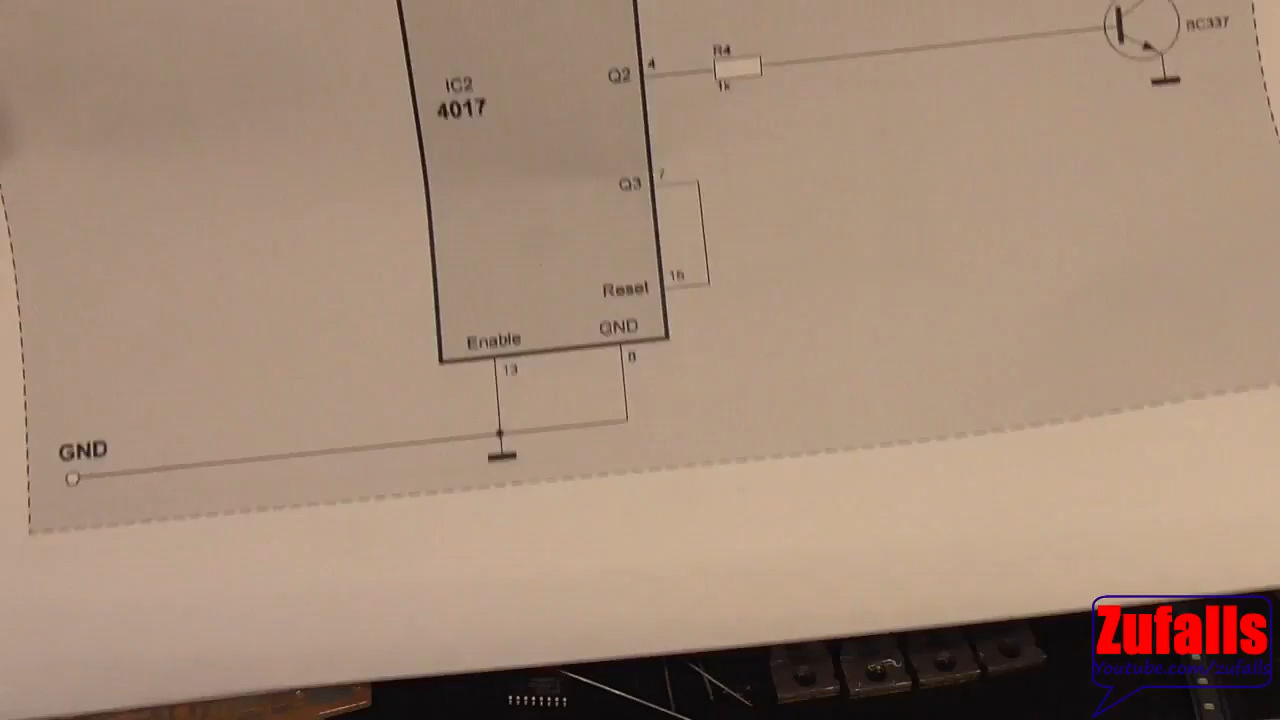 BC337
R4
4
Q2
1k
IC2
4017
7
Q3
15
Reset
GND
Enable
8
13
GND
Zufalls
Youtube.com/zufalls